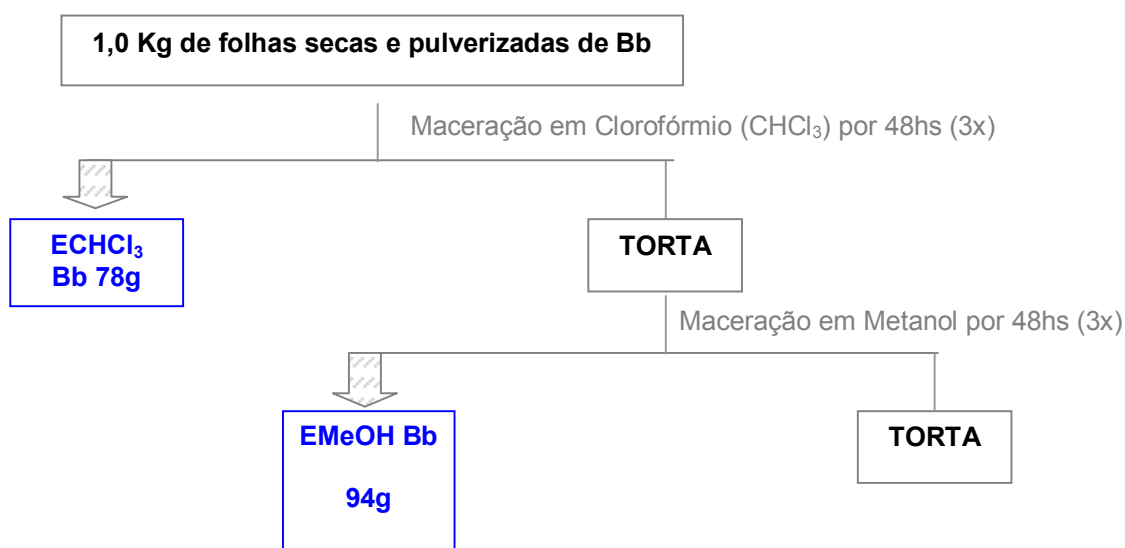 1,0 Kg de folhas secas e pulverizadas de Bb
Maceração em Clorofórmio (CHCl₃) por 48hs (3x)
ECHCl₃
Bb 78g
TORTA
Maceração em Metanol por 48hs (3x)
EMeOH Bb
94g
TORTA